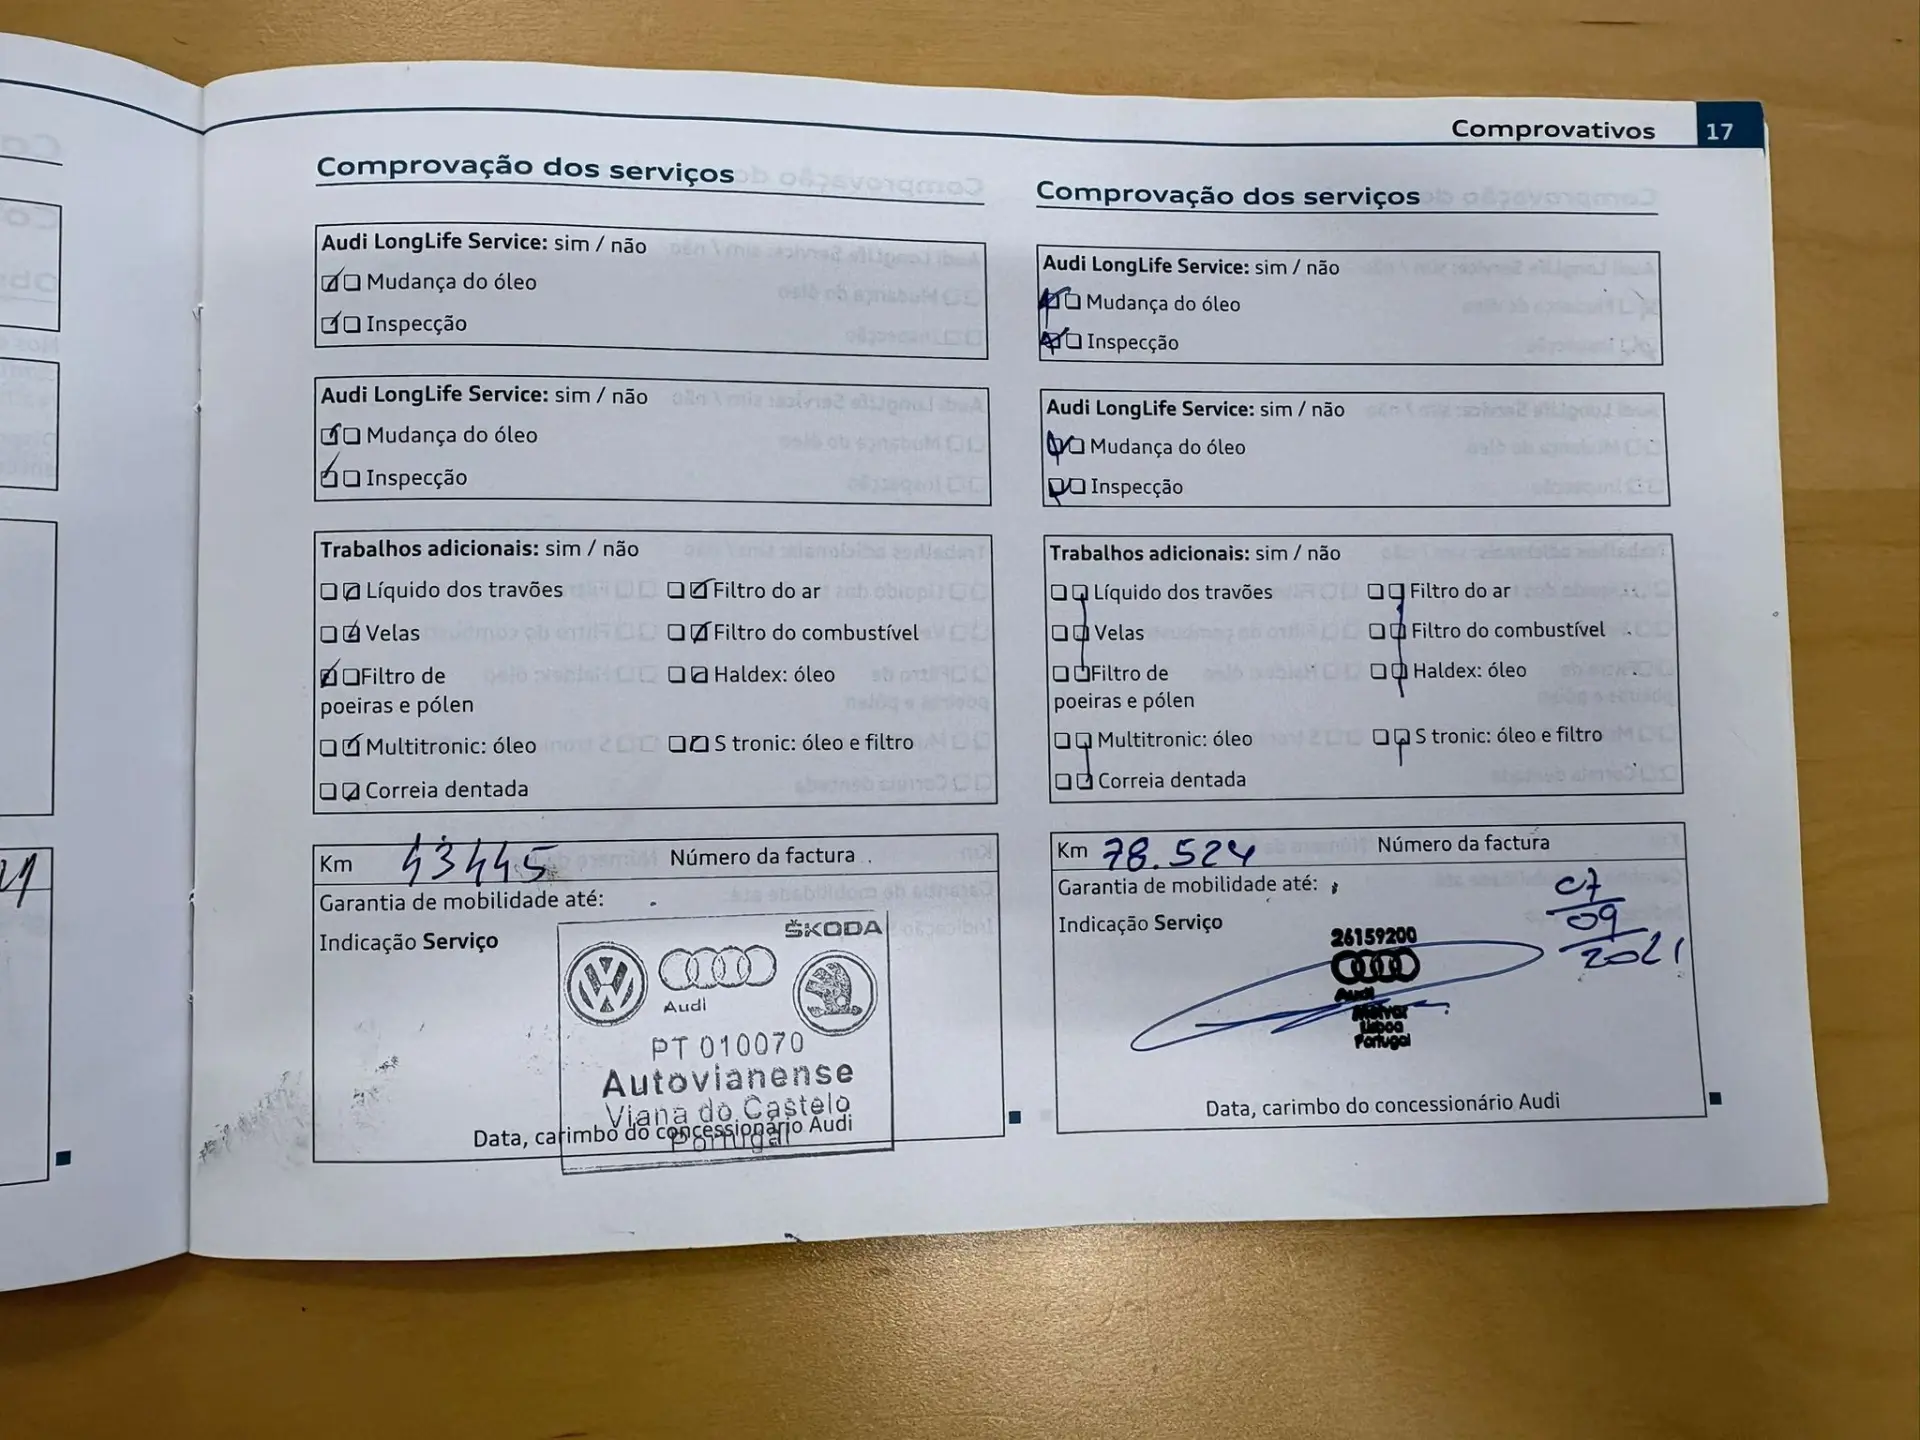 Comprovativos 17
Comprovação dos serviços
Audi LongLife Service: sim / não
Mudança do óleo
Inspecção
Audi LongLife Service: sim / não
Mudança do óleo
Inspecção
Trabalhos adicionais: sim / não
Líquido dos travões Filtro do ar
Velas Filtro do combustível
Filtro de Haldex: óleo
poeiras e pólen
Multitronic: óleo S tronic: óleo e filtro
Correia dentada
Km 43445 Número da factura
Garantia de mobilidade até:
Indicação Serviço
ŠKODA
Audi
PT 010070
Autovianense
Viana do Castelo
Portugal
Data, carimbo do concessionário Audi
Comprovação dos serviços
Audi LongLife Service: sim / não
Mudança do óleo
Inspecção
Audi LongLife Service: sim / não
Mudança do óleo
Inspecção
Trabalhos adicionais: sim / não
Líquido dos travões Filtro do ar
Velas Filtro do combustível
Filtro de Haldex: óleo
poeiras e pólen
Multitronic: óleo S tronic: óleo e filtro
Correia dentada
Km 78.524 Número da factura
Garantia de mobilidade até:
07
09
2021
Indicação Serviço
26159200
Audi
Lisboa
Portugal
Data, carimbo do concessionário Audi